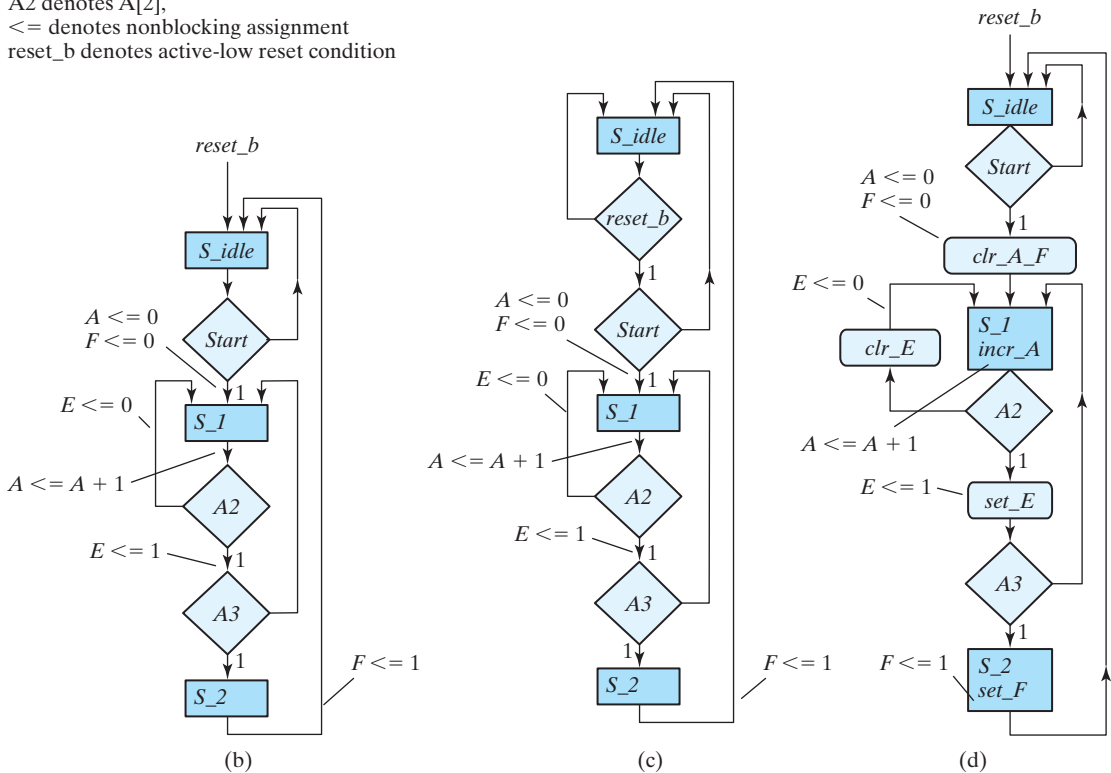 A2 denotes A[2],
<= denotes nonblocking assignment
reset_b denotes active-low reset condition
reset_b
S_idle
Start
A <= 0
F <= 0
1
E <= 0
S_1
A <= A + 1
A2
E <= 1
1
A3
1
F <= 1
S_2
(b)
S_idle
reset_b
1
A <= 0
F <= 0
Start
1
E <= 0
S_1
A <= A + 1
A2
E <= 1
1
A3
1
F <= 1
S_2
(c)
reset_b
S_idle
Start
A <= 0
F <= 0
1
clr_A_F
E <= 0
S_1
incr_A
clr_E
A2
A <= A + 1
1
E <= 1
set_E
A3
1
F <= 1
S_2
set_F
(d)